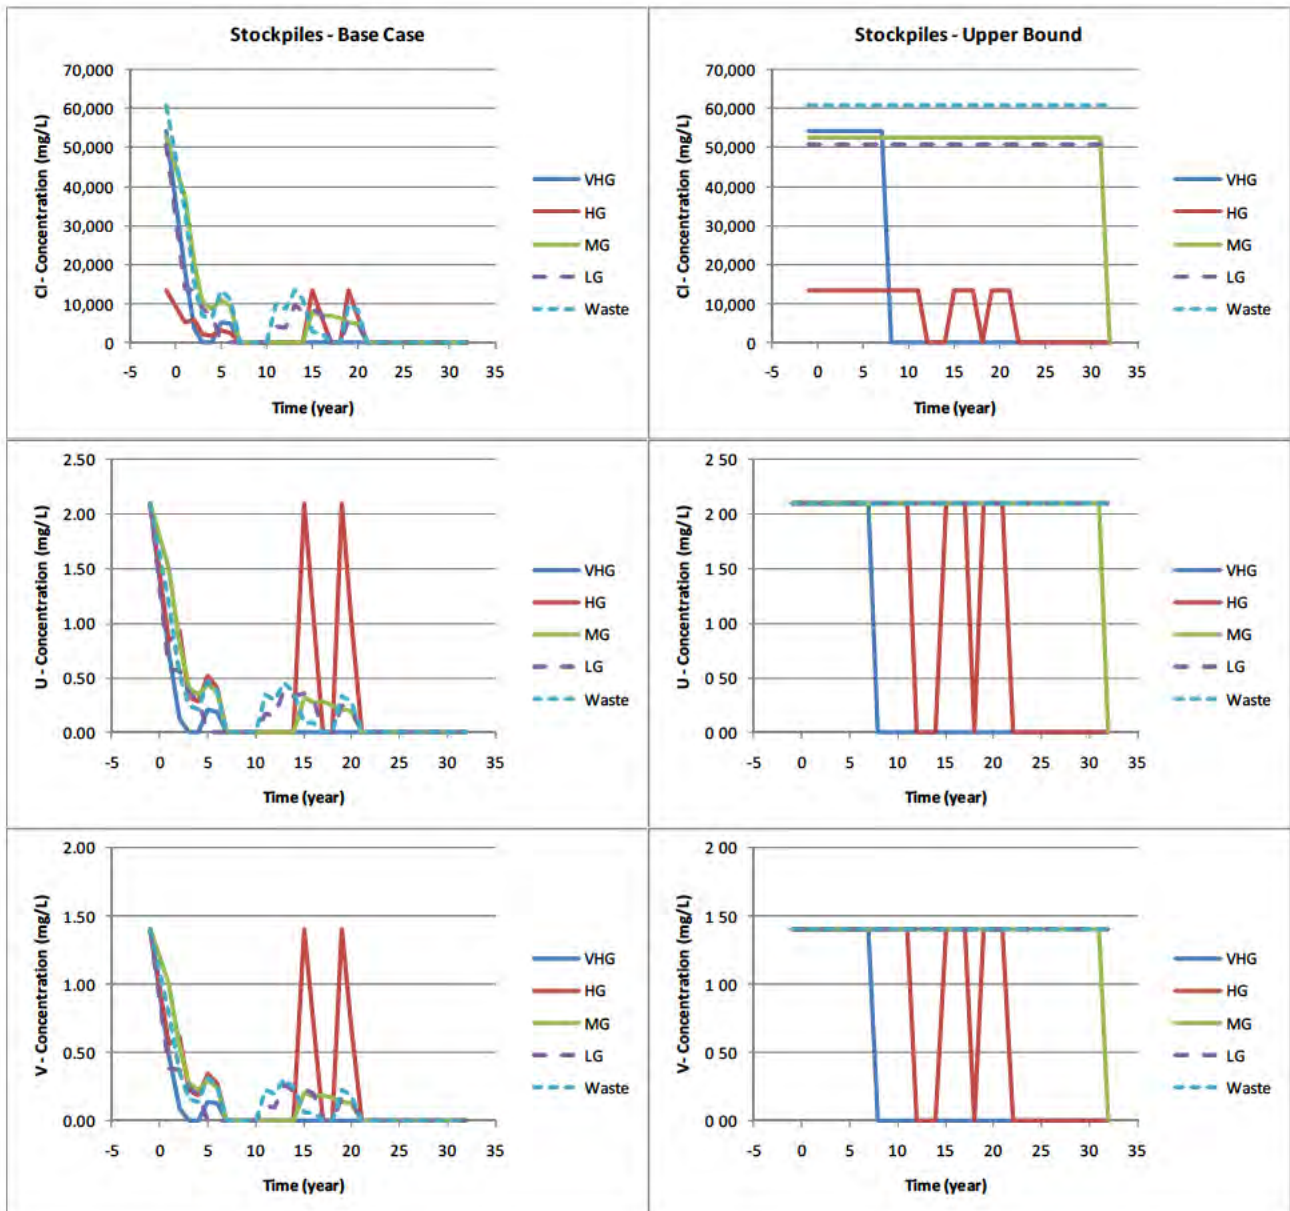 Stockpiles - Base Case
70,000
60,000
50,000
40,000
30,000
20,000
10,000
0
-5 0 5 10 15 20 25 30 35
Cl - Concentration (mg/L)
Time (year)
VHG
HG
MG
LG
Waste
Stockpiles - Upper Bound
70,000
60,000
50,000
40,000
30,000
20,000
10,000
0
-5 0 5 10 15 20 25 30 35
Cl - Concentration (mg/L)
Time (year)
VHG
HG
MG
LG
Waste
2.50
2.00
1.50
1.00
0.50
0.00
-5 0 5 10 15 20 25 30 35
U - Concentration (mg/L)
Time (year)
VHG
HG
MG
LG
Waste
2 50
2 00
1 50
1 00
0 50
0 00
-5 0 5 10 15 20 25 30 35
U - Concentration (mg/L)
Time (year)
VHG
HG
MG
LG
Waste
2.00
1.50
1.00
0.50
0.00
-5 0 5 10 15 20 25 30 35
V - Concentration (mg/L)
Time (year)
VHG
HG
MG
LG
Waste
2 00
1 50
1 00
0 50
0 00
-5 0 5 10 15 20 25 30 35
V - Concentration (mg/L)
Time (year)
VHG
HG
MG
LG
Waste